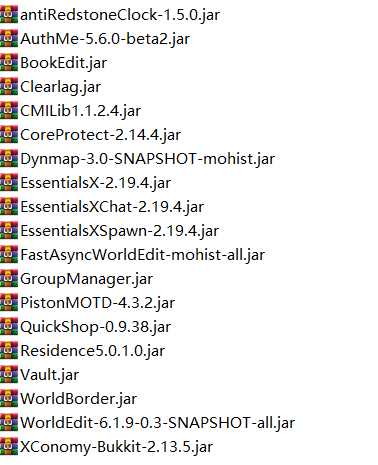 antiRedstoneClock-1.5.0.jar
AuthMe-5.6.0-beta2.jar
BookEdit.jar
Clearlag.jar
CMILib1.1.2.4.jar
CoreProtect-2.14.4.jar
Dynmap-3.0-SNAPSHOT-mohist.jar
EssentialsX-2.19.4.jar
EssentialsXChat-2.19.4.jar
EssentialsXSpawn-2.19.4.jar
FastAsyncWorldEdit-mohist-all.jar
GroupManager.jar
PistonMOTD-4.3.2.jar
QuickShop-0.9.38.jar
Residence5.0.1.0.jar
Vault.jar
WorldBorder.jar
WorldEdit-6.1.9-0.3-SNAPSHOT-all.jar
XConomy-Bukkit-2.13.5.jar